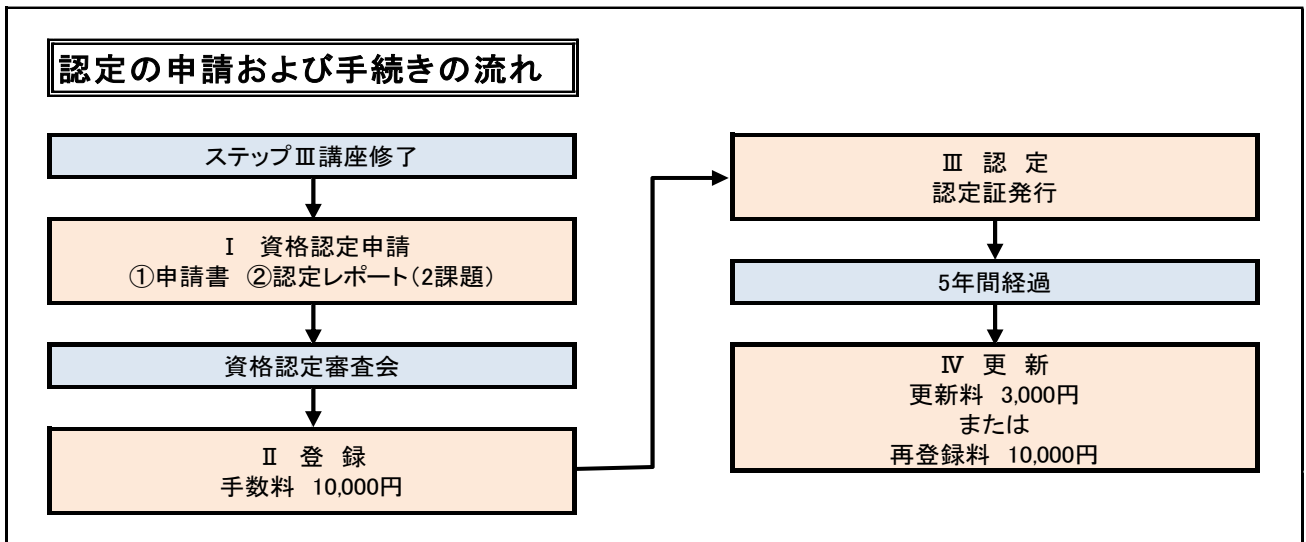 認定の申請および手続きの流れ
ステップⅢ講座修了
Ⅰ　資格認定申請
①申請書　②認定レポート（2課題）
資格認定審査会
Ⅱ　登　録
手数料　10,000円
Ⅲ　認　定
認定証発行
5年間経過
Ⅳ　更　新
更新料　3,000円
または
再登録料　10,000円